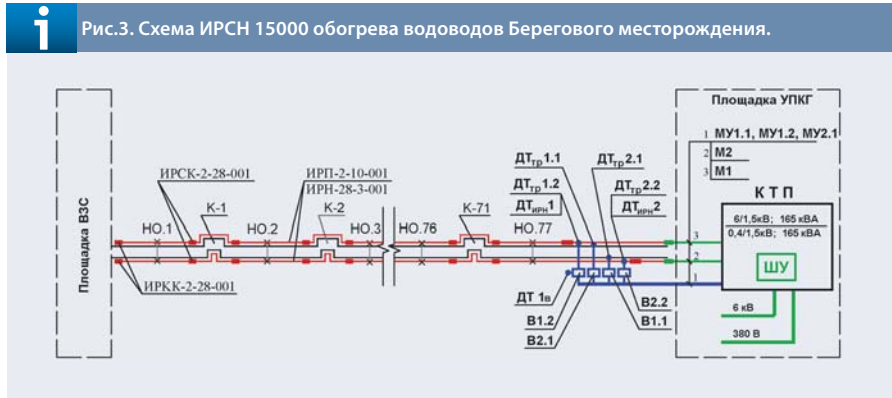 Рис.3. Схема ИРСН 15000 обогрева водоводов Берегового месторождения.
Площадка ВЗС
Площадка УПКГ
1 МУ1.1, МУ1.2, МУ2.1
2 М2
3 М1
КТП
6/1,5кВ; 165 кВА
0,4/1,5кВ; 165 кВА
ШУ
6 кВ
380 В
ИРСК-2-28-001
ИРП-2-10-001
ИРН-28-3-001
ДТтр1.1
ДТтр2.1
ДТтр1.2
ДТтр2.2
ДТИРН1
ДТИРН2
НО.1
К-1
НО.2
К-2
НО.3
НО.76
К-71
НО.77
3
2
1
ИРКК-2-28-001
ДТ 1в
В1.2
В2.1
В2.2
В1.1